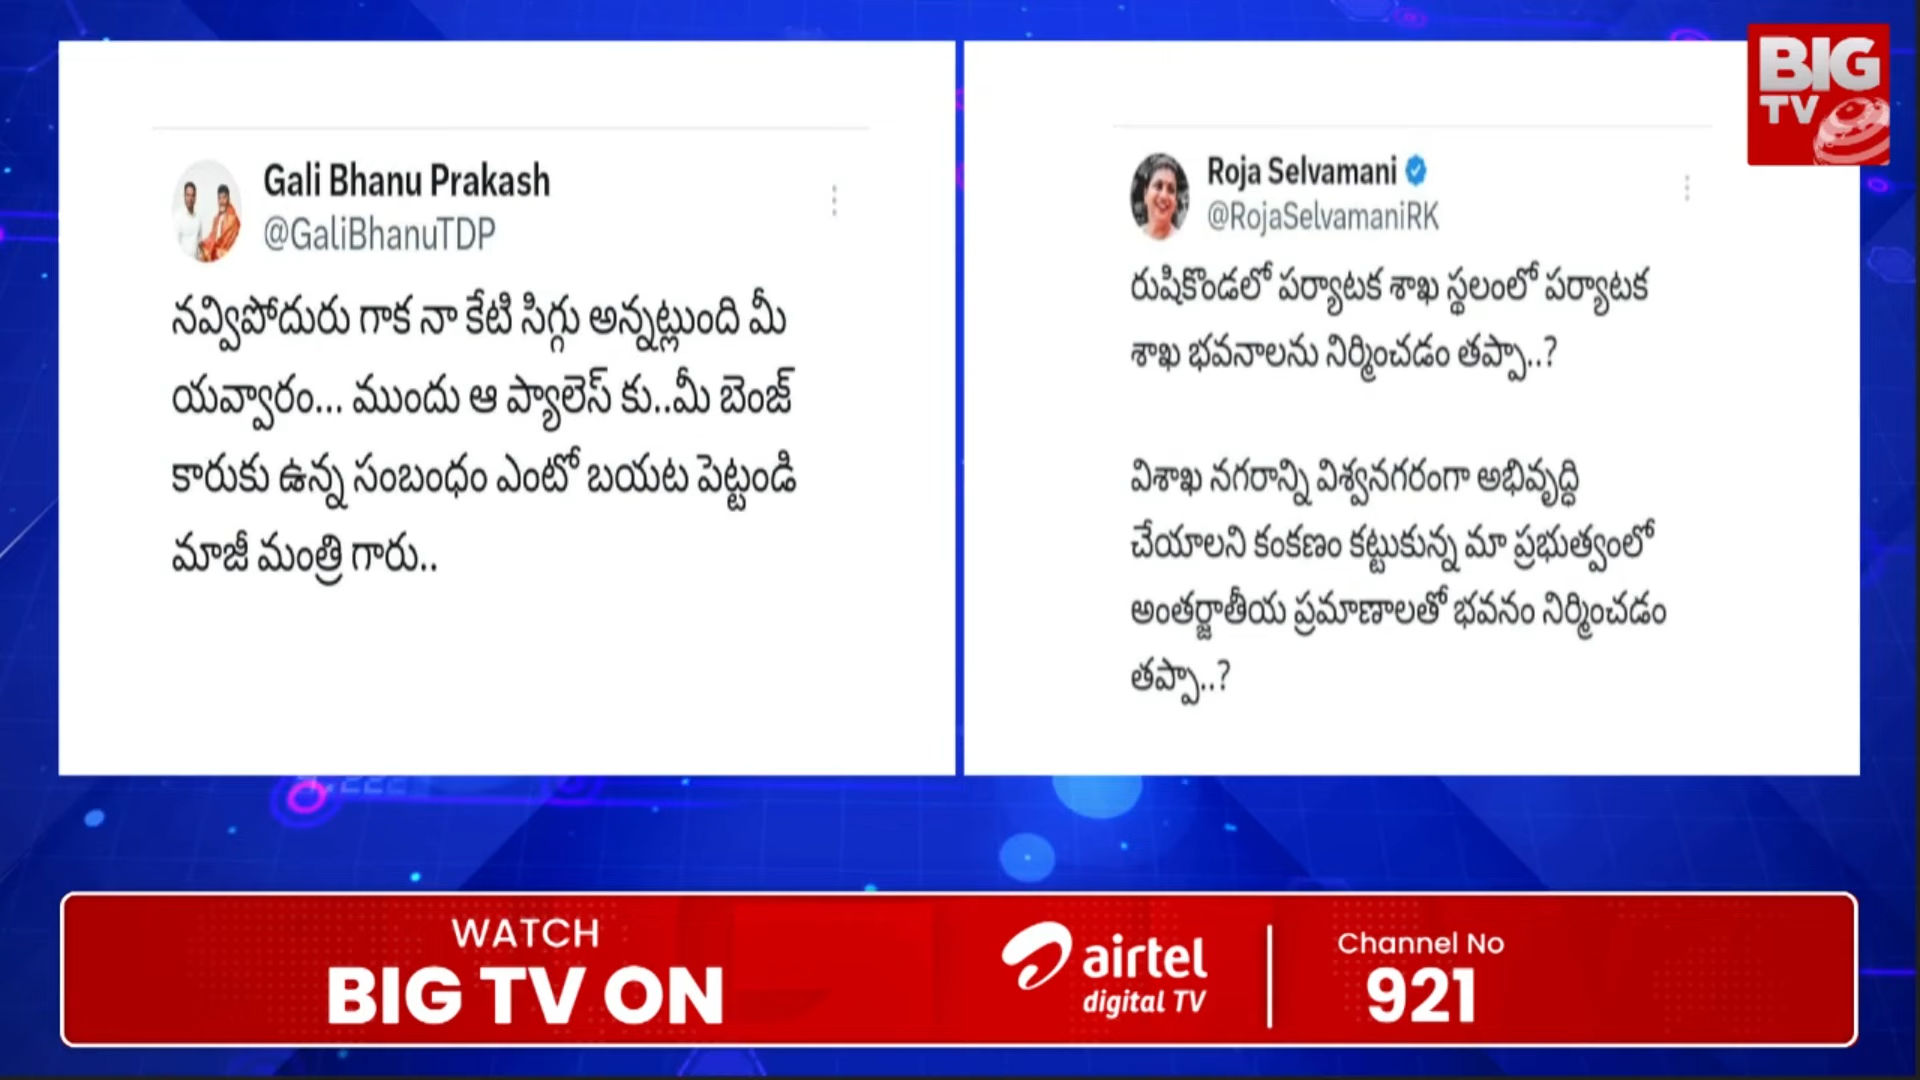 Gali Bhanu Prakash
@GaliBhanuTDP
నవ్విపోదురు గాక నా కేటి సిగ్గు అన్నట్లుంది మీ
యవ్వారం... ముందు ఆ ప్యాలెస్ కు..మీ బెంజ్
కారుకు ఉన్న సంబంధం ఎంటో బయట పెట్టండి
మాజీ మంత్రి గారు..
Roja Selvamani
@RojaSelvamaniRK
రుషికొండలో పర్యాటక శాఖ స్థలంలో పర్యాటక
శాఖ భవనాలను నిర్మించడం తప్పా..?
విశాఖ నగరాన్ని విశ్వనగరంగా అభివృద్ధి
చేయాలని కంకణం కట్టుకున్న మా ప్రభుత్వంలో
అంతర్జాతీయ ప్రమాణాలతో భవనం నిర్మించడం
తప్పా..?
BIG
TV
WATCH
BIG TV ON
airtel
digital TV
Channel No
921